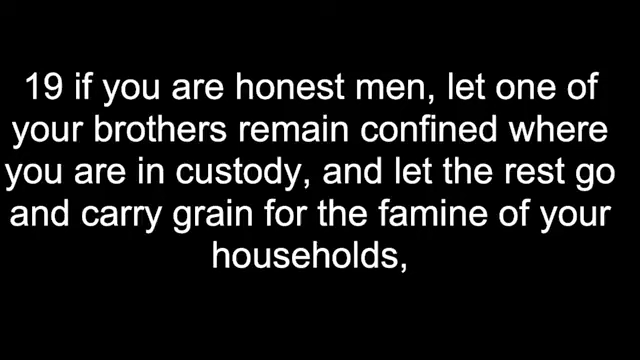 19 if you are honest men, let one of
your brothers remain confined where
you are in custody, and let the rest go
and carry grain for the famine of your
households,